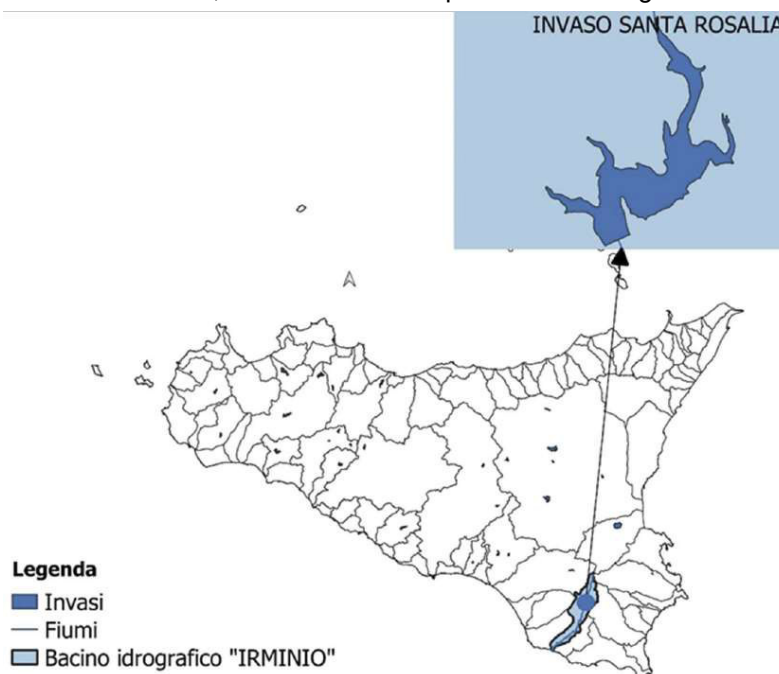 INVASO SANTA ROSALIA
Legenda
Invasi
Fiumi
Bacino idrografico "IRMINIO"